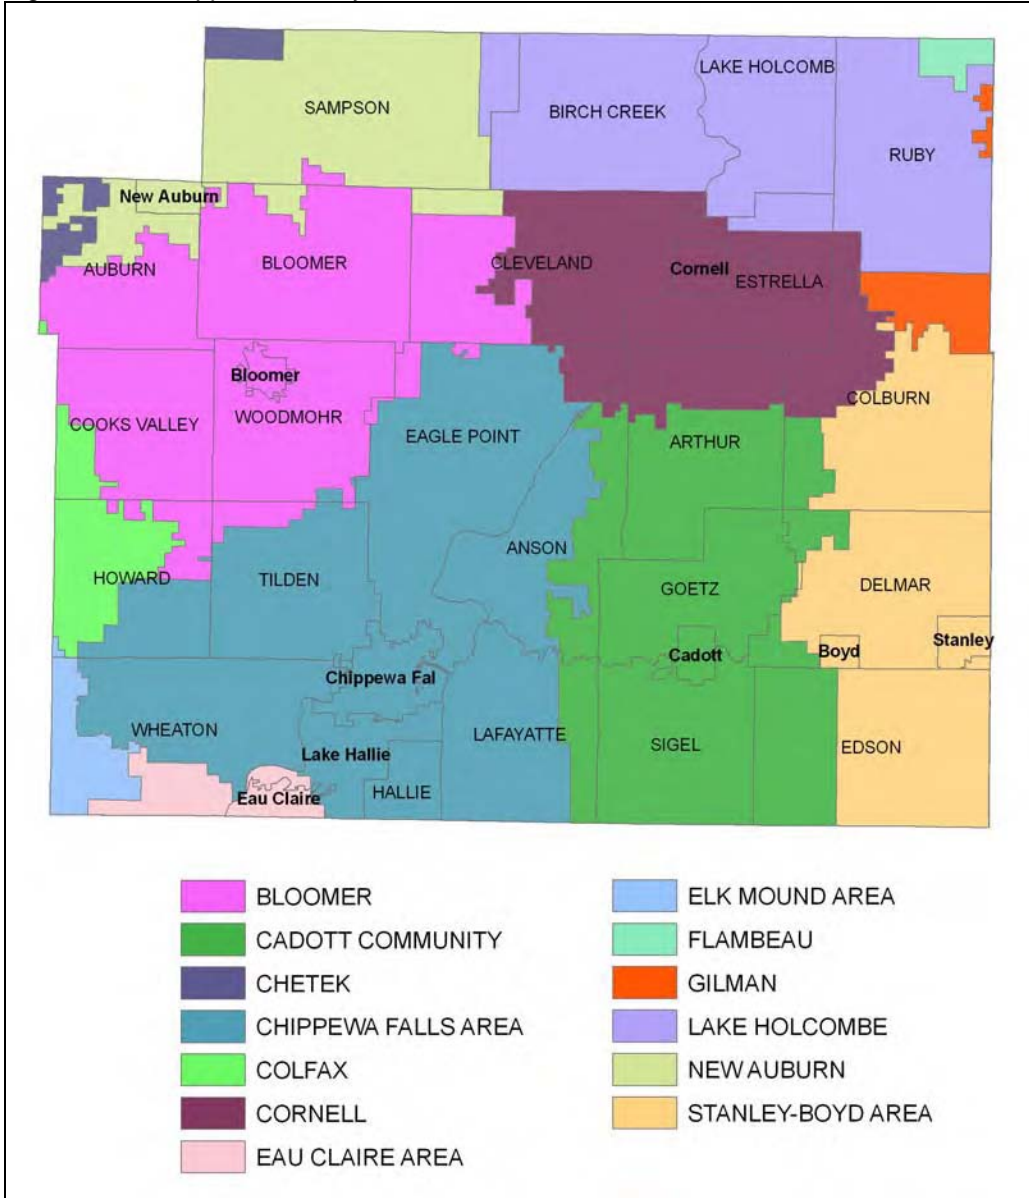 LAKE HOLCOMB
SAMPSON
BIRCH CREEK
RUBY
New Auburn
AUBURN
BLOOMER
CLEVELAND
Cornell
ESTRELLA
Bloomer
COOKS VALLEY
WOODMOHR
COLBURN
EAGLE POINT
ARTHUR
ANSON
HOWARD
TILDEN
GOETZ
DELMAR
Cadott
Boyd
Stanley
Chippewa Fal
WHEATON
LAFAYATTE
SIGEL
EDSON
Lake Hallie
Eau Claire
HALLIE
BLOOMER
CADOTT COMMUNITY
CHETEK
CHIPPEWA FALLS AREA
COLFAX
CORNELL
EAU CLAIRE AREA
ELK MOUND AREA
FLAMBEAU
GILMAN
LAKE HOLCOMBE
NEW AUBURN
STANLEY-BOYD AREA